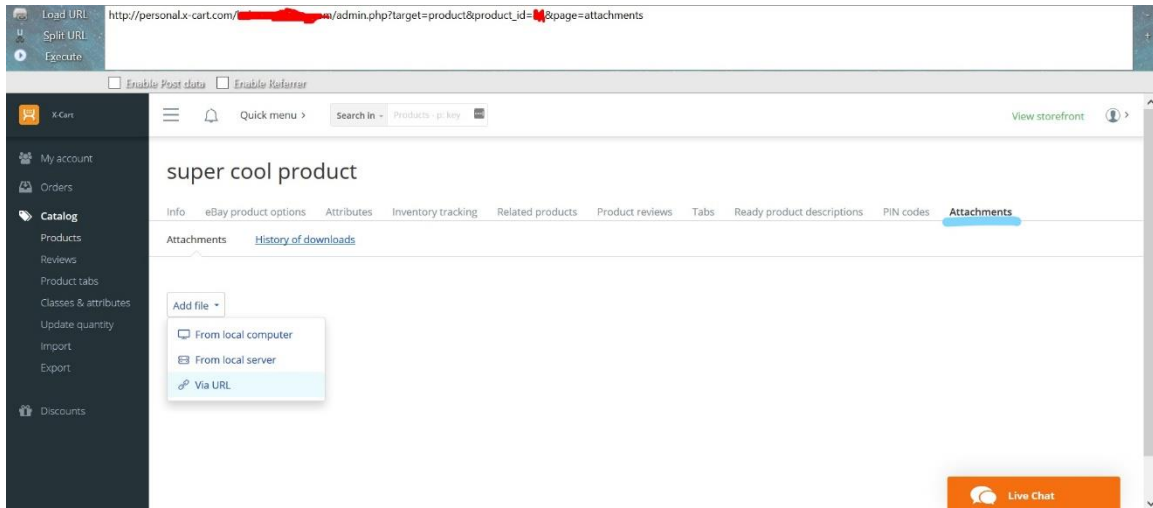 Load URL
http://personal.x-cart.com/
m/admin.php?target=product&product_id=
&page=attachments
Split URL
Execute
Enable Post data
Enable Referrer
X-Cart
Quick menu >
Search in
Products - p: key
View storefront
My account
Orders
Catalog
Products
Reviews
Product tabs
Classes & attributes
Update quantity
Import
Export
Discounts
super cool product
Info
eBay product options
Attributes
Inventory tracking
Related products
Product reviews
Tabs
Ready product descriptions
PIN codes
Attachments
Attachments
History of downloads
Add file
From local computer
From local server
Via URL
Live Chat